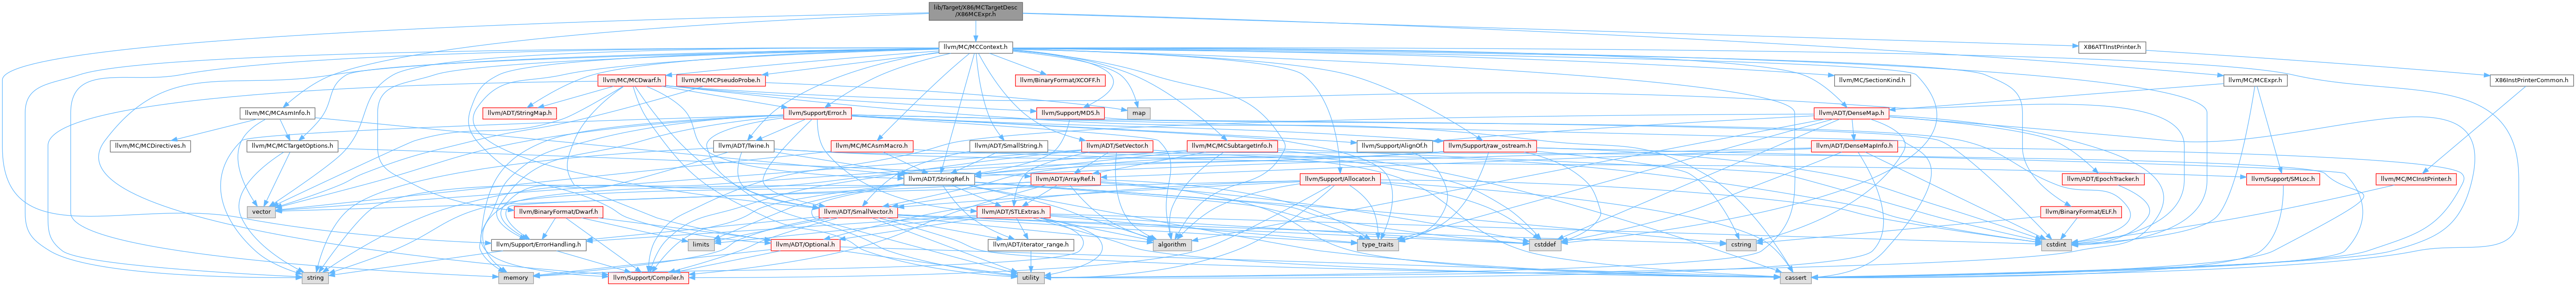 lib/Target/X86/MCTargetDesc
/X86MCExpr.h
llvm/MC/MCContext.h
X86ATTInstPrinter.h
llvm/MC/MCDwarf.h
llvm/MC/MCPseudoProbe.h
llvm/BinaryFormat/XCOFF.h
llvm/MC/SectionKind.h
llvm/MC/MCExpr.h
X86InstPrinterCommon.h
llvm/MC/MCAsmInfo.h
llvm/ADT/StringMap.h
llvm/Support/Error.h
llvm/Support/MD5.h
map
llvm/ADT/DenseMap.h
llvm/MC/MCDirectives.h
llvm/MC/MCTargetOptions.h
llvm/ADT/Twine.h
llvm/MC/MCAsmMacro.h
llvm/ADT/SmallString.h
llvm/ADT/SetVector.h
llvm/MC/MCSubtargetInfo.h
llvm/Support/AlignOf.h
llvm/Support/raw_ostream.h
llvm/ADT/DenseMapInfo.h
llvm/ADT/StringRef.h
llvm/ADT/ArrayRef.h
llvm/Support/Allocator.h
llvm/ADT/EpochTracker.h
llvm/Support/SMLoc.h
llvm/MC/MCInstPrinter.h
vector
llvm/BinaryFormat/Dwarf.h
llvm/ADT/SmallVector.h
llvm/ADT/STLExtras.h
llvm/BinaryFormat/ELF.h
llvm/Support/ErrorHandling.h
limits
llvm/ADT/Optional.h
llvm/ADT/iterator_range.h
algorithm
type_traits
cstddef
cstring
cstdint
string
memory
llvm/Support/Compiler.h
utility
cassert